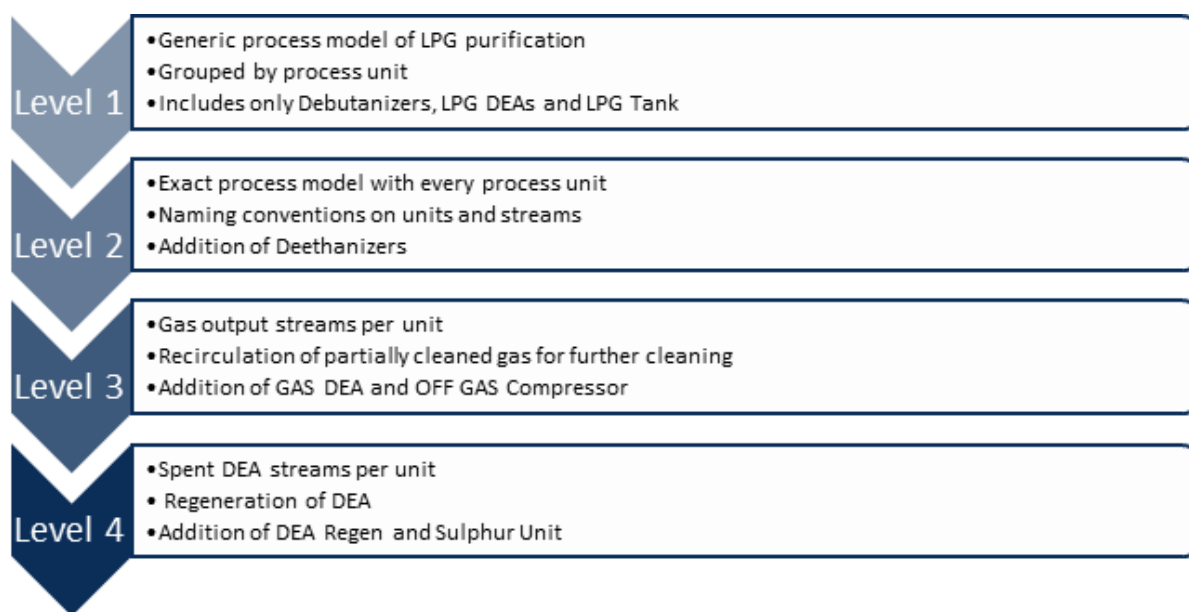 Level 1
•Generic process model of LPG purification
•Grouped by process unit
•Includes only Debutanizers, LPG DEAs and LPG Tank
Level 2
•Exact process model with every process unit
•Naming conventions on units and streams
•Addition of Deethanizers
Level 3
•Gas output streams per unit
•Recirculation of partially cleaned gas for further cleaning
•Addition of GAS DEA and OFF GAS Compressor
Level 4
•Spent DEA streams per unit
• Regeneration of DEA
•Addition of DEA Regen and Sulphur Unit